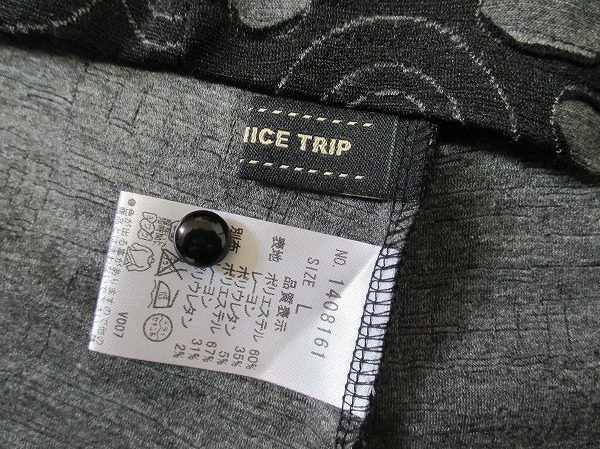 IICE TRIP
NO. 1408161
SIZE L
品質表示
表地 ポリエステル 60%
レーヨン 35%
ポリウレタン 5%
別布 ポリエステル 67%
レーヨン 31%
ポリウレタン 2%
V007